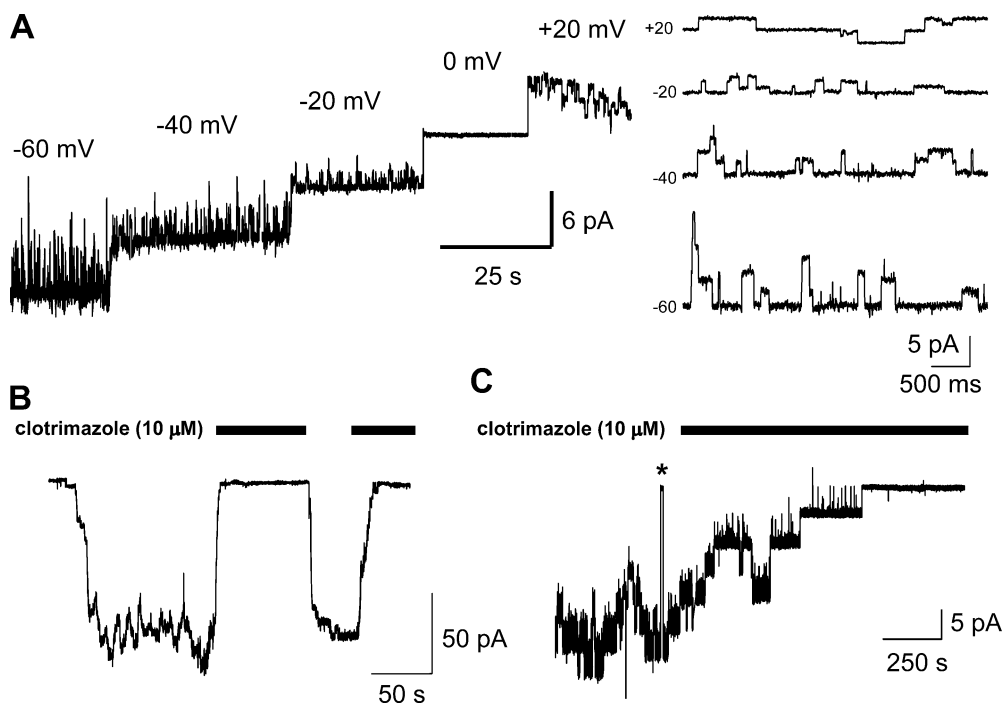 A
-60 mV
-40 mV
-20 mV
0 mV
+20 mV
6 pA
25 s
+20
-20
-40
-60
5 pA
500 ms
B
clotrimazole (10 μM)
50 pA
50 s
C
clotrimazole (10 μM)
*
5 pA
250 s